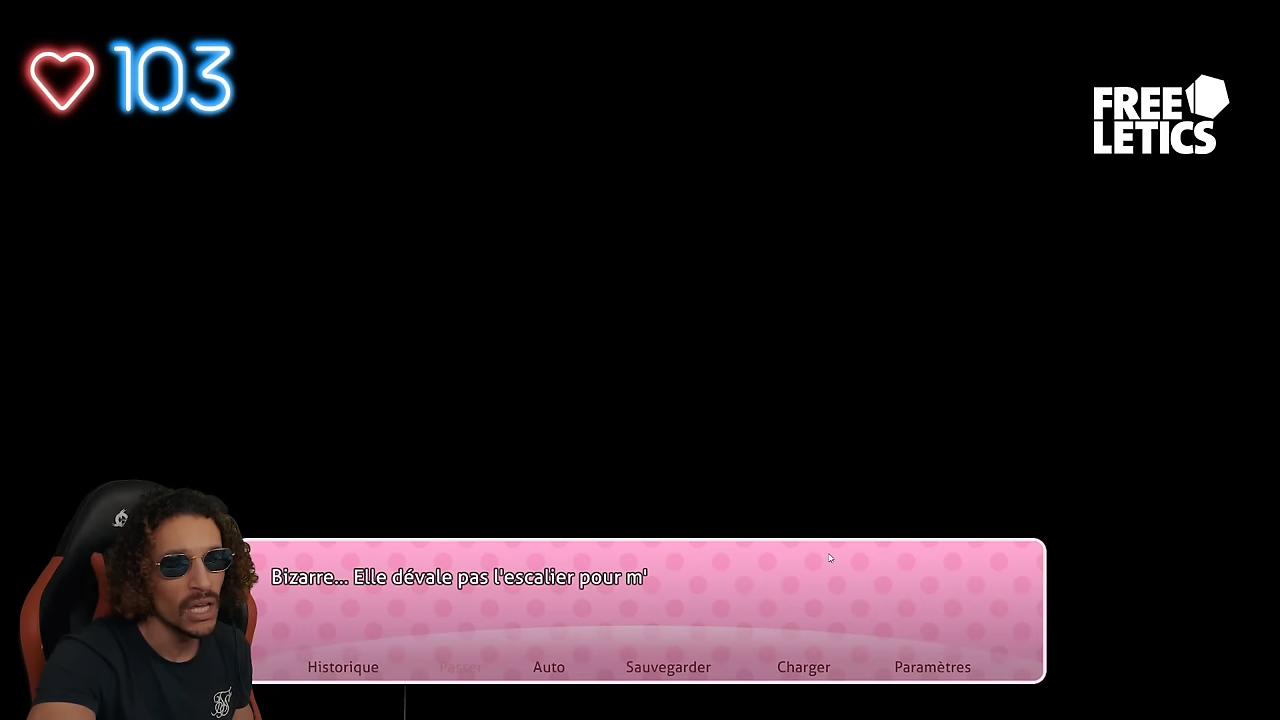 103
FREE
LETICS
Bizarre... Elle dévale pas l'escalier pour m'
Historique Passer Auto Sauvegarder Charger Paramètres